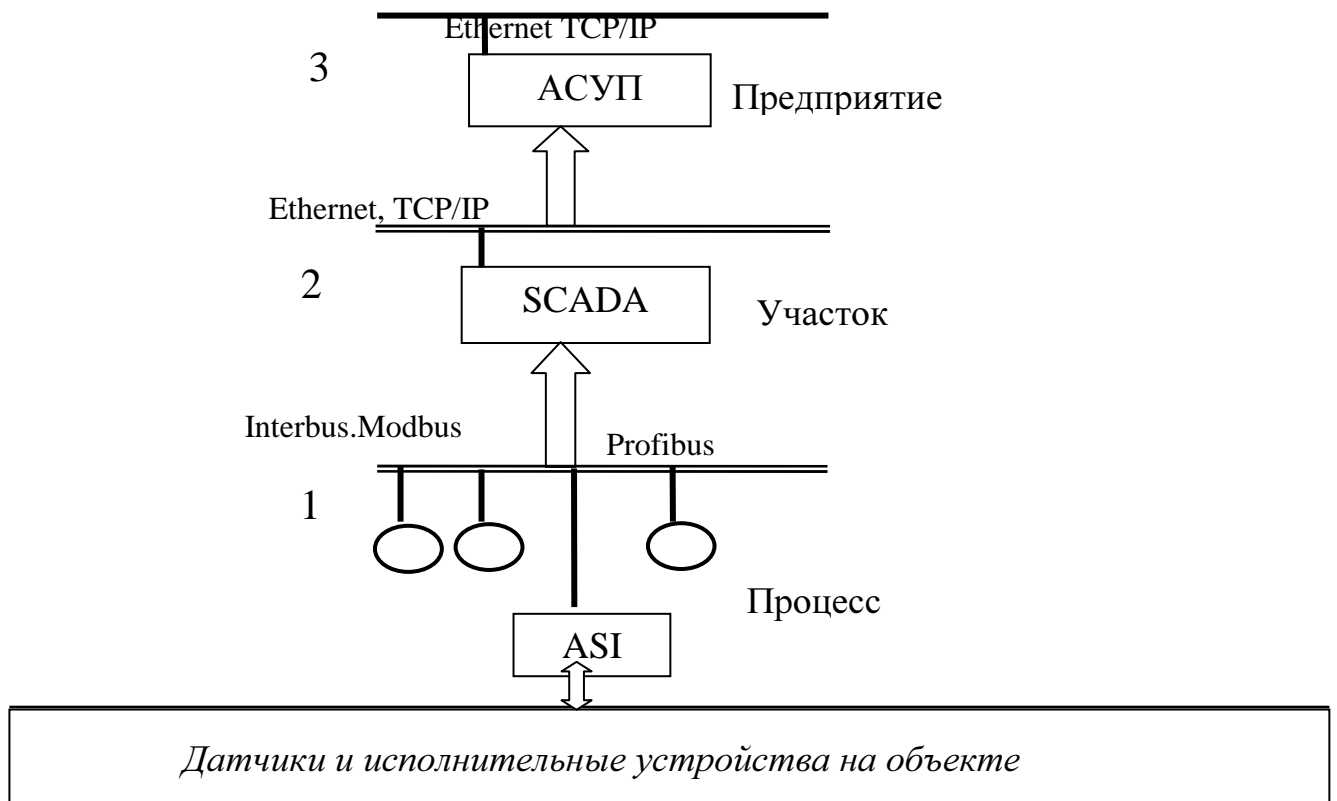 Ethernet TCP/IP
3
АСУП
Предприятие
Ethernet, TCP/IP
2
SCADA
Участок
Interbus.Modbus
Profibus
1
Процесс
ASI
Датчики и исполнительные устройства на объекте